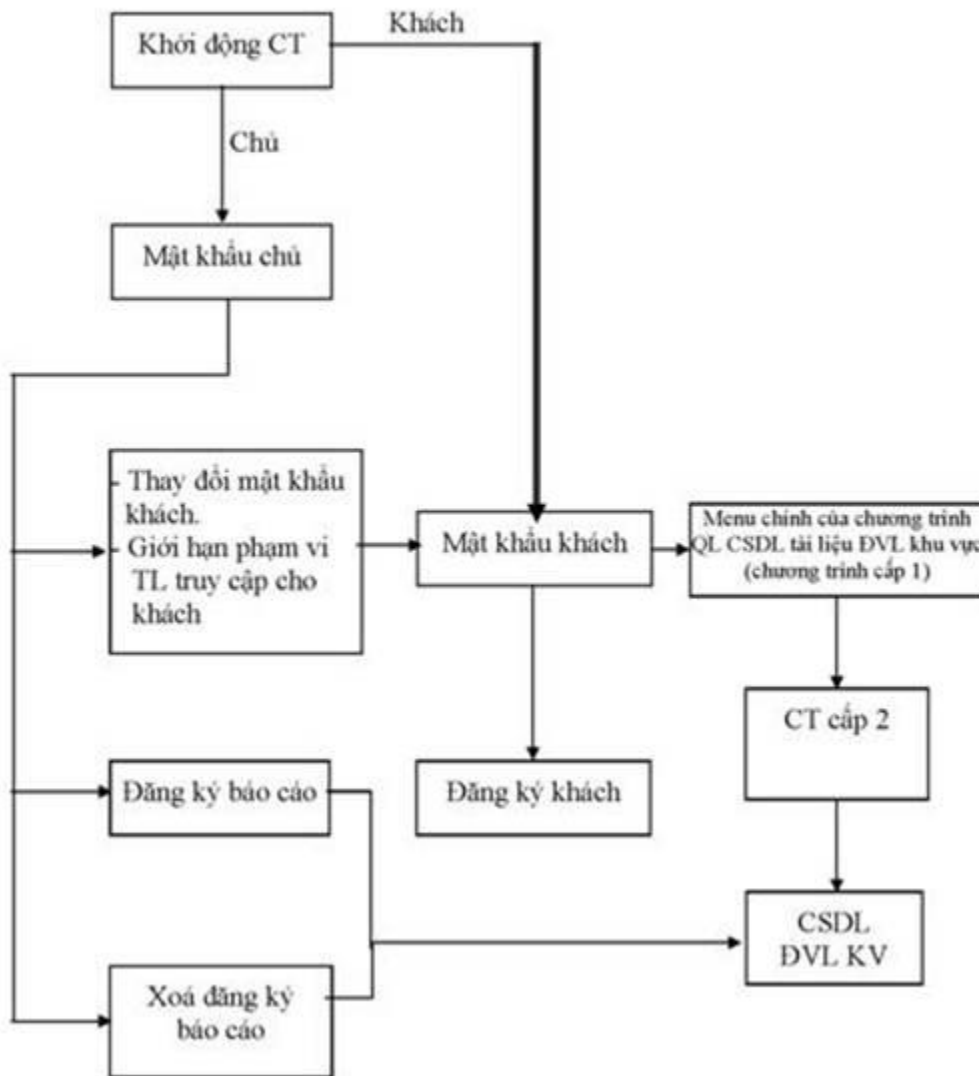 Khởi động CT
Khách
Chủ
Mật khẩu chủ
- Thay đổi mật khẩu
khách.
- Giới hạn phạm vi
TL truy cập cho
khách
Mật khẩu khách
Menu chính của chương trình
QL CSDL tài liệu ĐVL khu vực
(chương trình cấp 1)
CT cấp 2
Đăng ký báo cáo
Đăng ký khách
CSDL
ĐVL KV
Xoá đăng ký
báo cáo